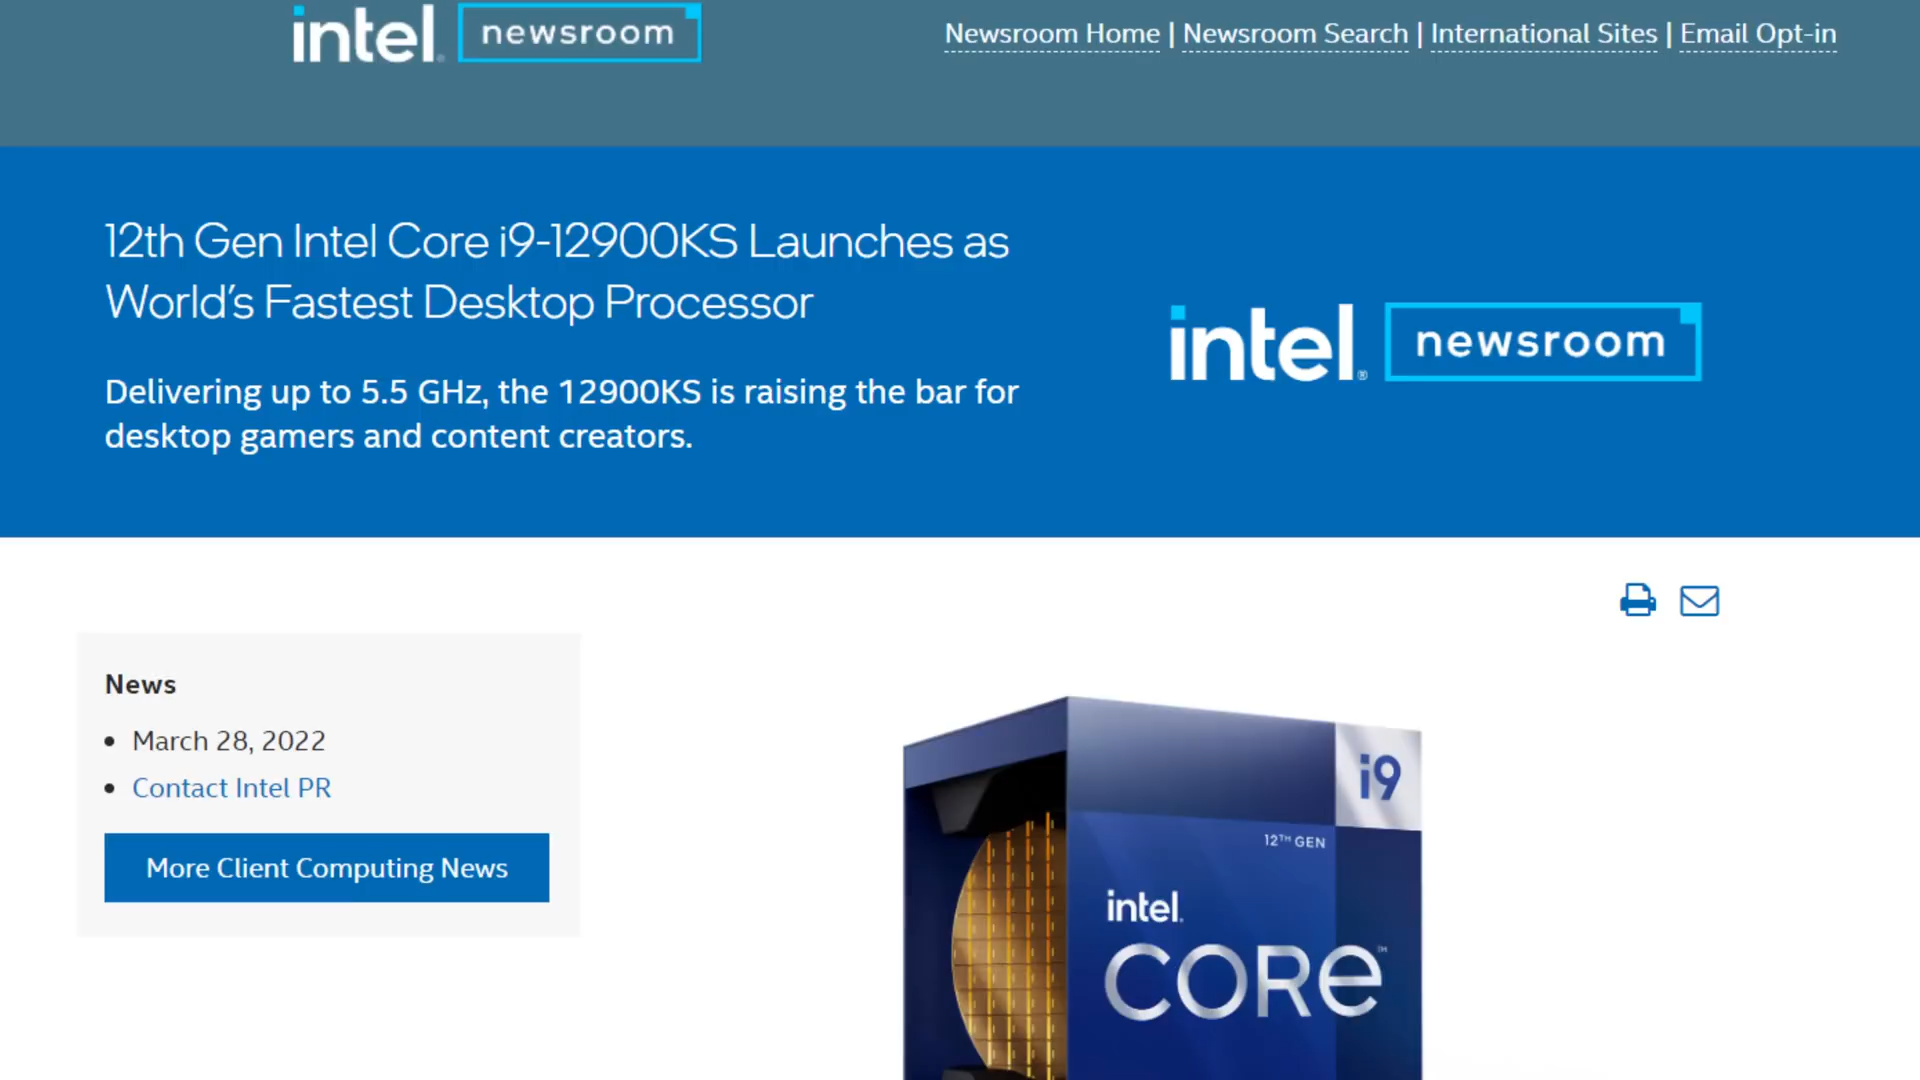 intel newsroom
Newsroom Home | Newsroom Search | International Sites | Email Opt-in
12th Gen Intel Core i9-12900KS Launches as
World's Fastest Desktop Processor
Delivering up to 5.5 GHz, the 12900KS is raising the bar for
desktop gamers and content creators.
intel® newsroom
News
• March 28, 2022
• Contact Intel PR
More Client Computing News
i9
12TH GEN
intel.
CORE™